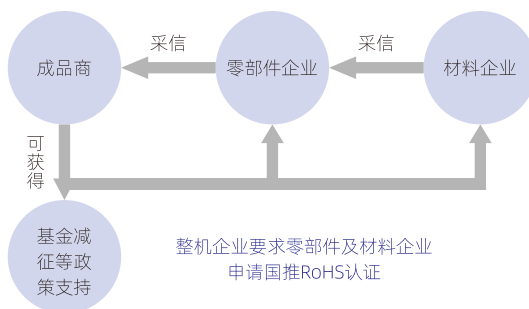 采信
采信
成品商
零部件企业
材料企业
可
获
得
基金减
征等政
策支持
整机企业要求零部件及材料企业
申请国推RoHS认证